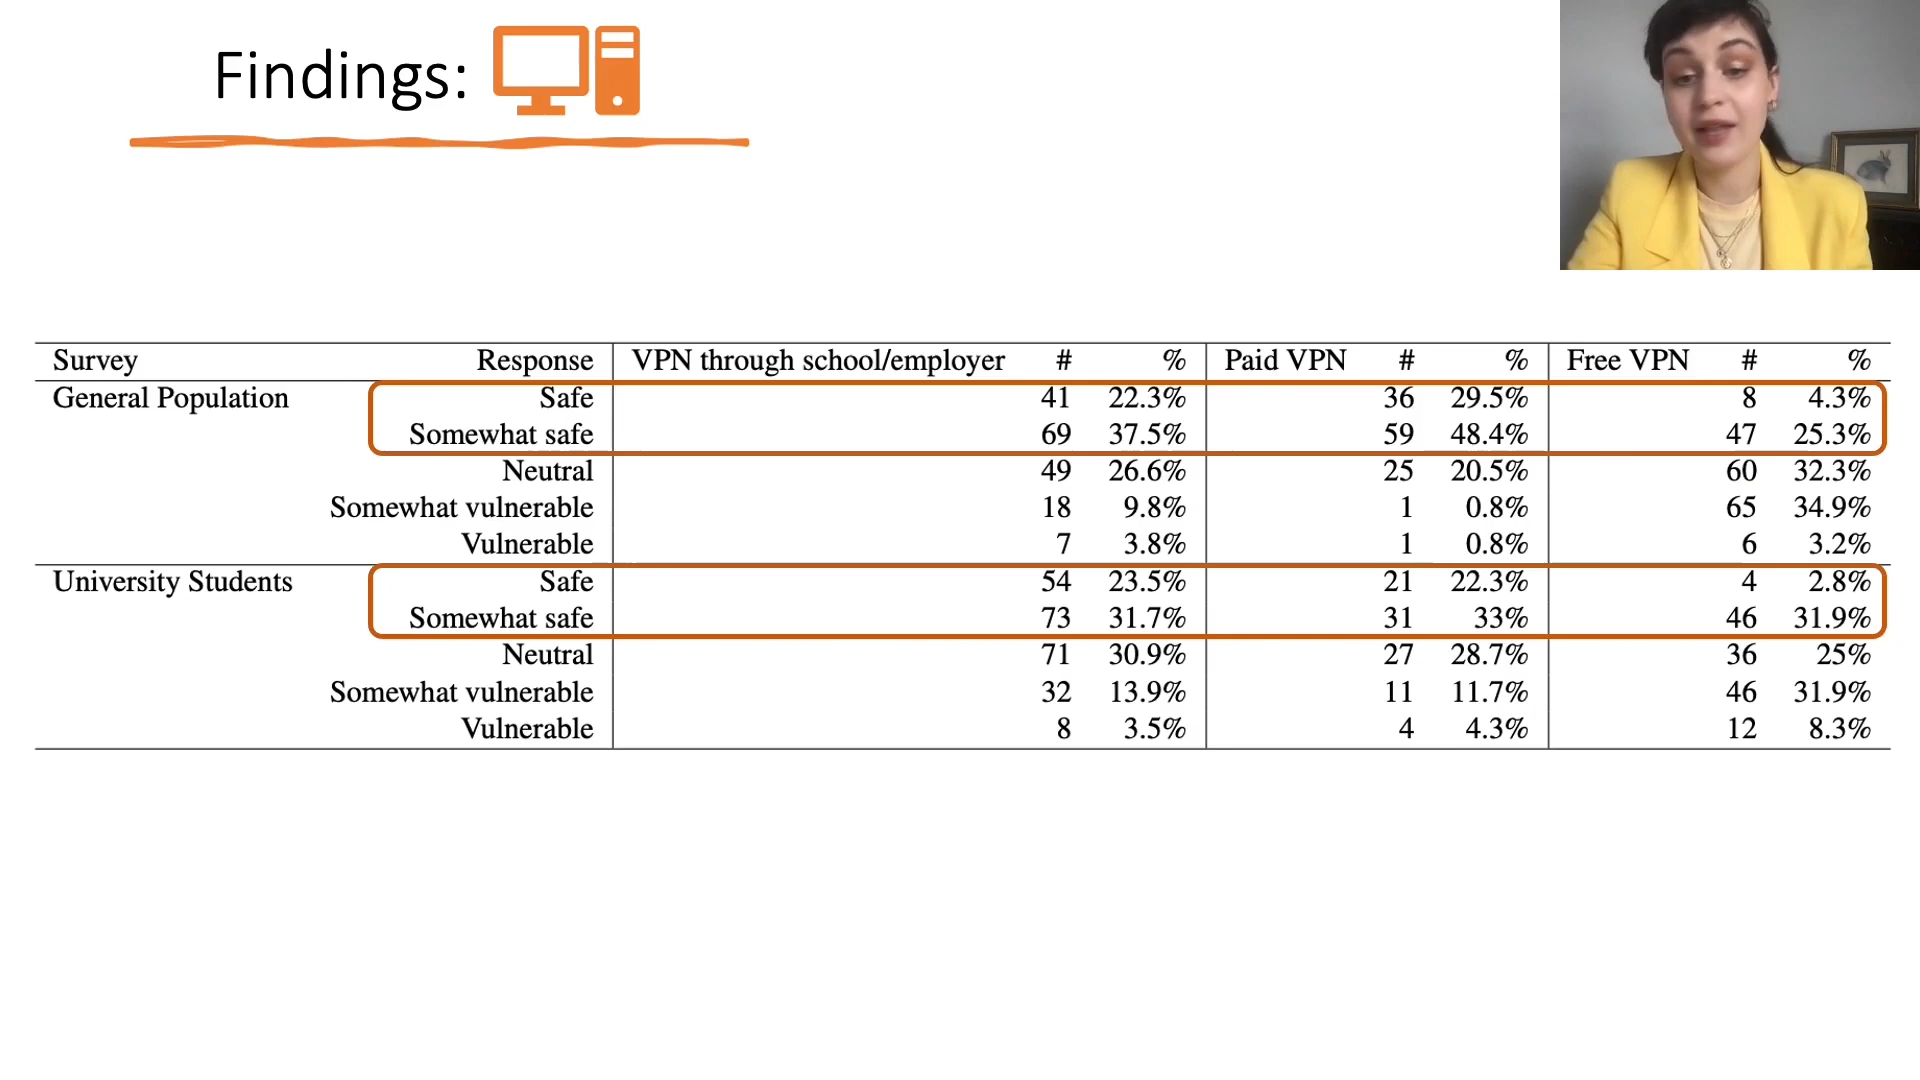 Findings:
Survey Response VPN through school/employer # % Paid VPN # % Free VPN # %
General Population Safe 41 22.3% 36 29.5% 8 4.3%
Somewhat safe 69 37.5% 59 48.4% 47 25.3%
Neutral 49 26.6% 25 20.5% 60 32.3%
Somewhat vulnerable 18 9.8% 1 0.8% 65 34.9%
Vulnerable 7 3.8% 1 0.8% 6 3.2%
University Students Safe 54 23.5% 21 22.3% 4 2.8%
Somewhat safe 73 31.7% 31 33% 46 31.9%
Neutral 71 30.9% 27 28.7% 36 25%
Somewhat vulnerable 32 13.9% 11 11.7% 46 31.9%
Vulnerable 8 3.5% 4 4.3% 12 8.3%